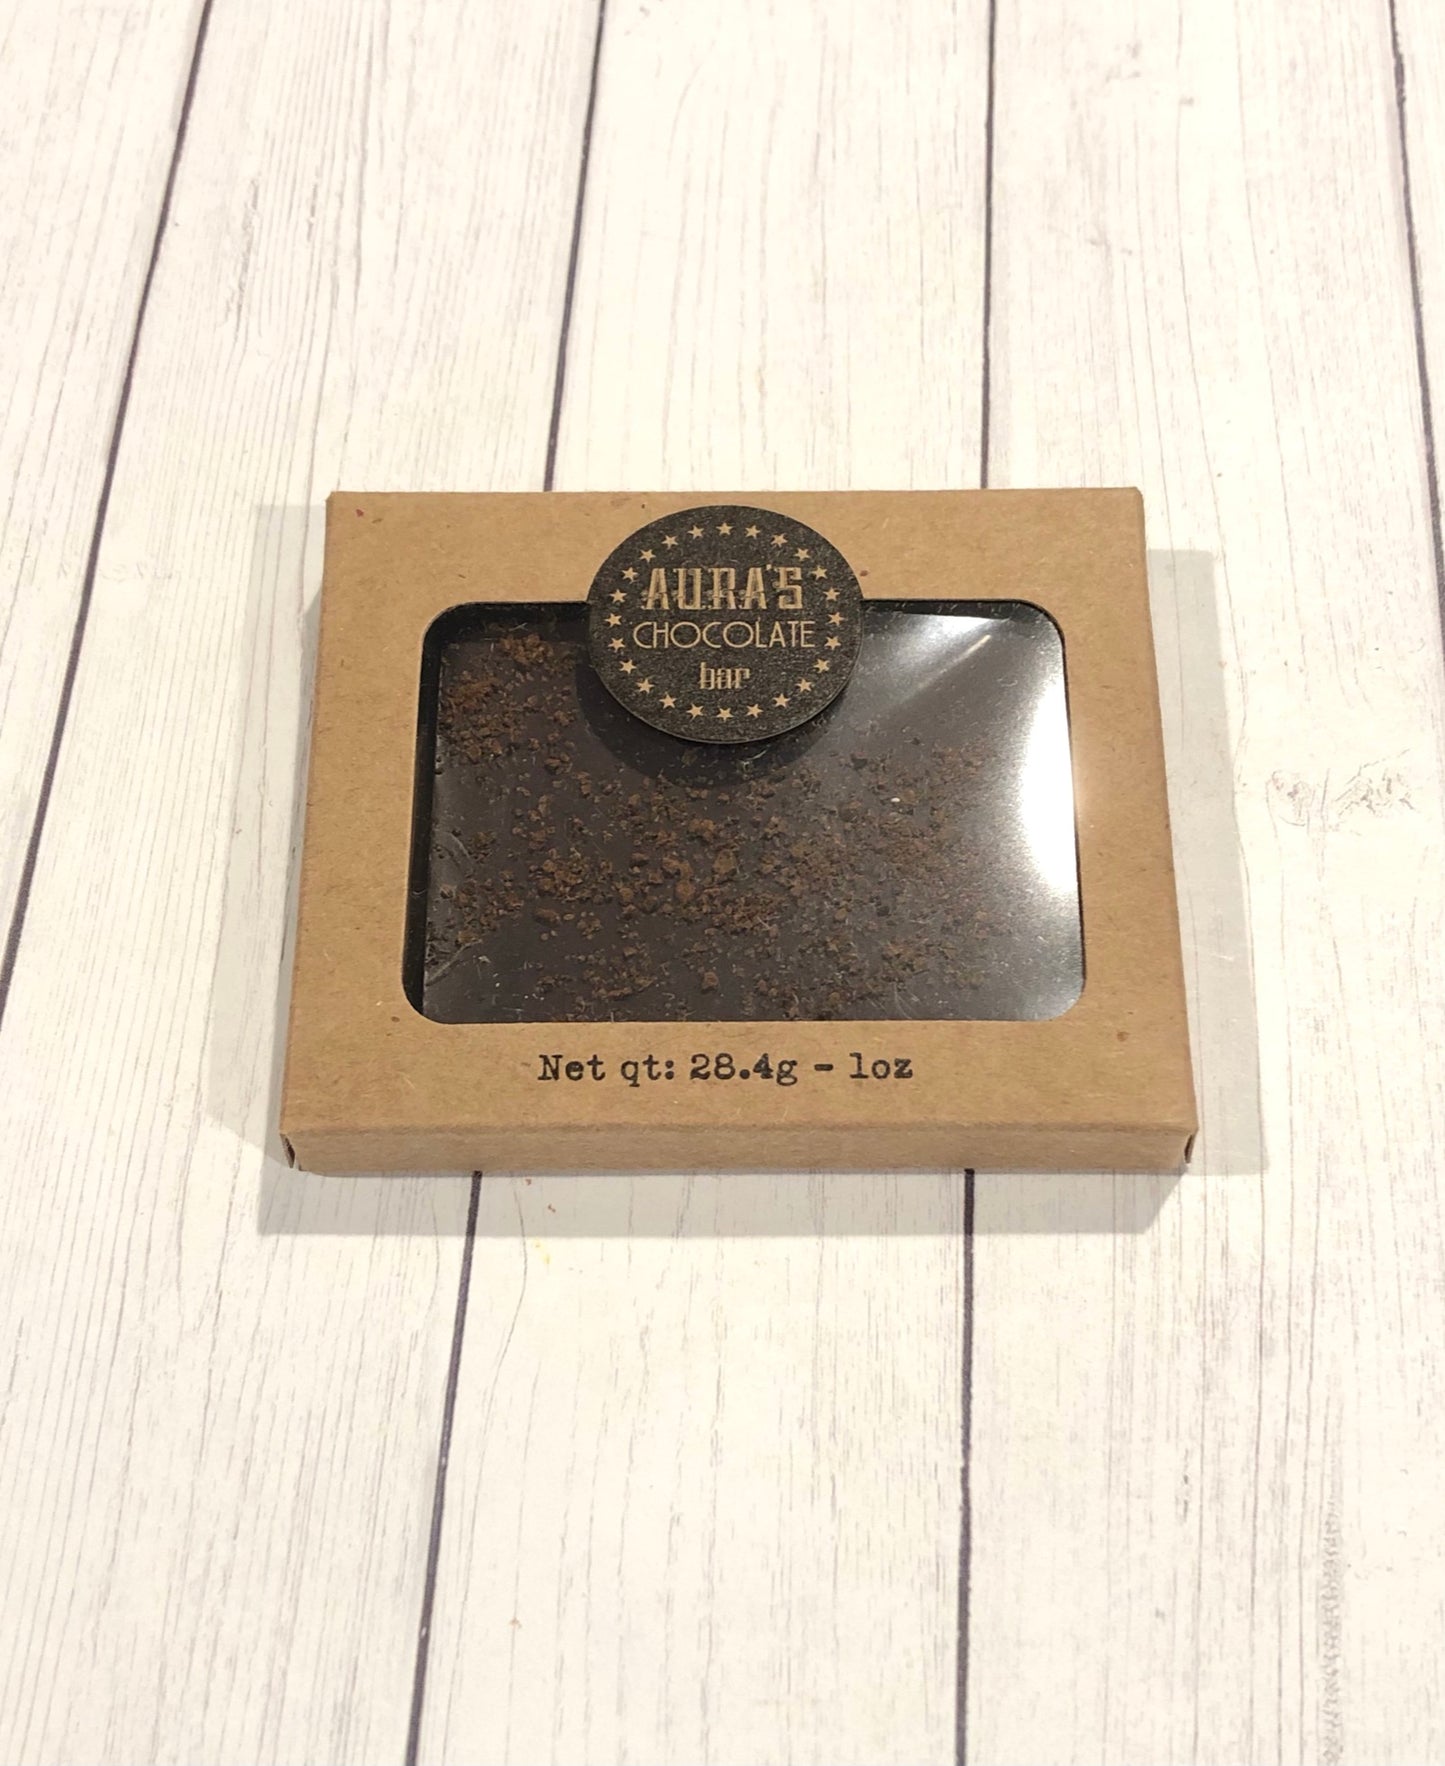 AURA'S
CHOCOLATE
bar
Net qt: 28.4g - 1oz